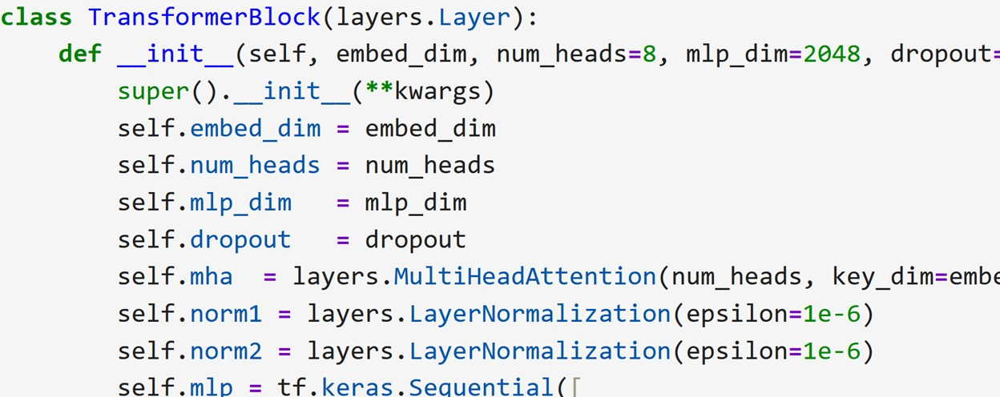 class TransformerBlock(layers.Layer):
    def __init__(self, embed_dim, num_heads=8, mlp_dim=2048, dropout=
        super().__init__(**kwargs)
        self.embed_dim = embed_dim
        self.num_heads = num_heads
        self.mlp_dim   = mlp_dim
        self.dropout   = dropout
        self.mha  = layers.MultiHeadAttention(num_heads, key_dim=embe
        self.norm1 = layers.LayerNormalization(epsilon=1e-6)
        self.norm2 = layers.LayerNormalization(epsilon=1e-6)
        self.mlp = tf.keras.Sequential([